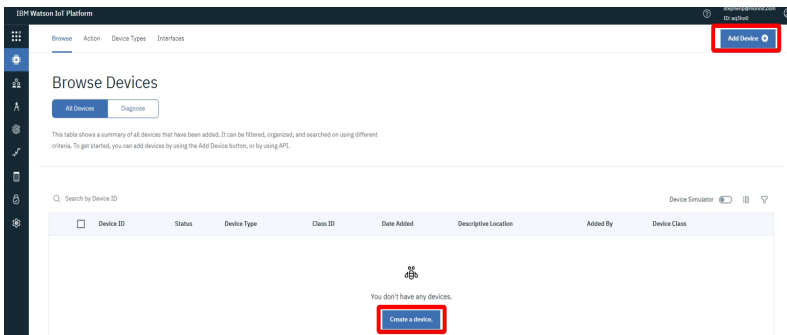 IBM Watson IoT Platform
stephenp@monnit.com
ID: aq3ks0
Browse Action Device Types Interfaces
Add Device
Browse Devices
All Devices Diagnose
This table shows a summary of all devices that have been added. It can be filtered, organized, and searched on using different
criteria. To get started, you can add devices by using the Add Device button, or by using API.
Search by Device ID
Device Simulator
Device ID Status Device Type Class ID Date Added Descriptive Location Added By Device Class
You don't have any devices.
Create a device.